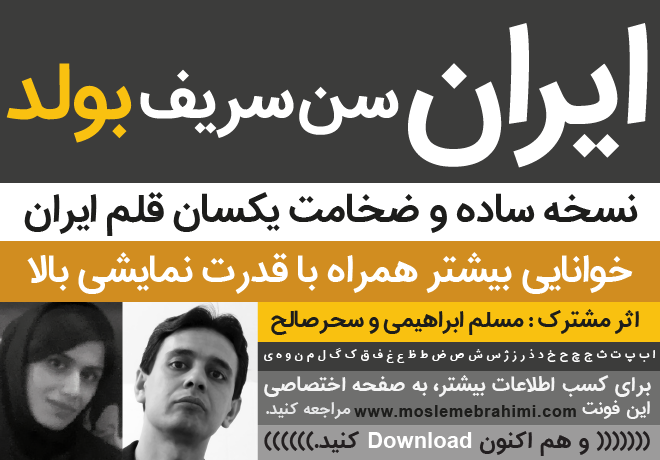 ایران سن سریف بولد
نسخه ساده و ضخامت یکسان قلم ایران
خوانایی بیشتر همراه با قدرت نمایشی بالا
اثر مشترک : مسلم ابراهیمی و سحر صالح
ا ب پ ت ث ج چ ح خ د ذ ر ز ژ س ش ص ض ط ظ ع غ ف ق ک گ ل م ن و ه ی
برای کسب اطلاعات بیشتر، به صفحه اختصاصی
این فونت www.moslemebrahimi.com مراجعه کنید.
((((((( و هم اکنون Download کنید.))))))